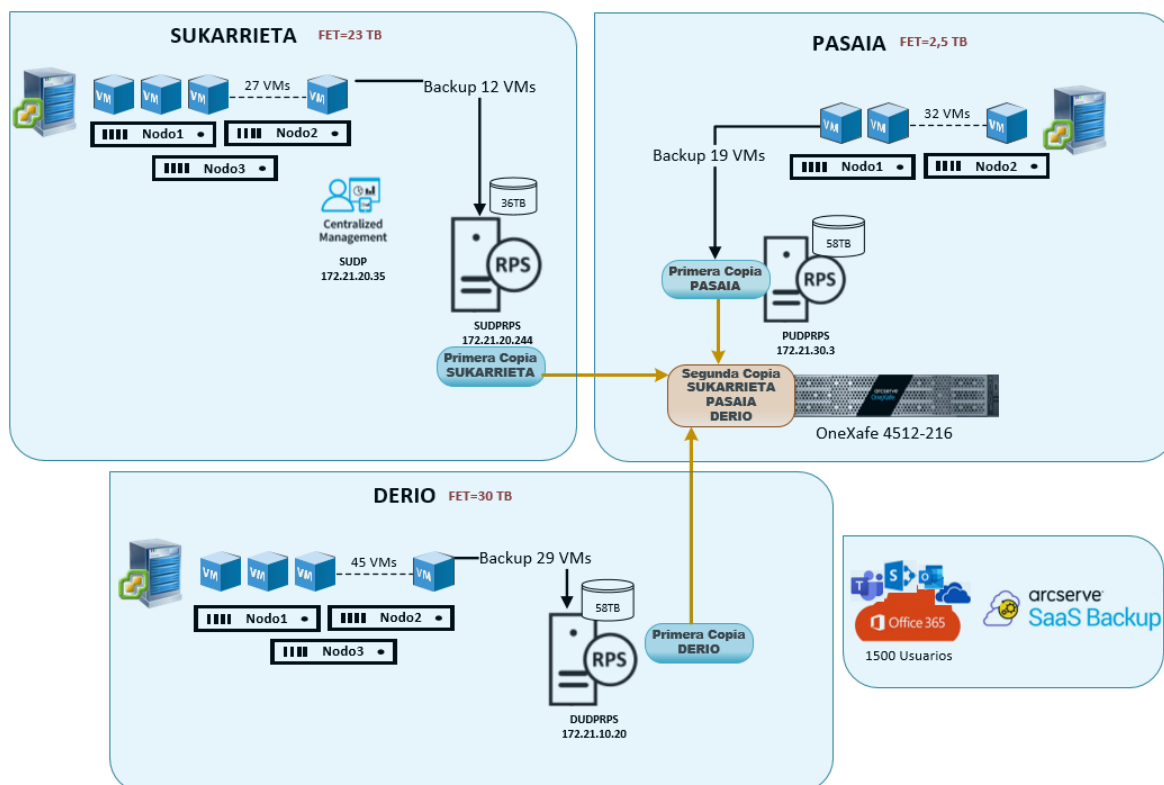 SUKARRIETA FET=23 TB
VM VM VM 27 VMs VM
Backup 12 VMs
Nodo1 Nodo2
Nodo3
36TB
Centralized
Management
SUDP
172.21.20.35
RPS
SUDPRPS
172.21.20.244
Primera Copia
SUKARRIETA
PASAIA FET=2,5 TB
VM VM 32 VMs VM
Backup 19 VMs
Nodo1 Nodo2
58TB
Primera Copia
PASAIA
RPS
PUDPRPS
172.21.30.3
Segunda Copia
SUKARRIETA
PASAIA
DERIO
arcserve
OneXafe
OneXafe 4512-216
DERIO FET=30 TB
VM VM VM 45 VMs VM
Backup 29 VMs
Nodo1 Nodo2
Nodo3
58TB
RPS
Primera Copia
DERIO
DUDPRPS
172.21.10.20
T S O
Office 365
1500 Usuarios
arcserve®
SaaS Backup